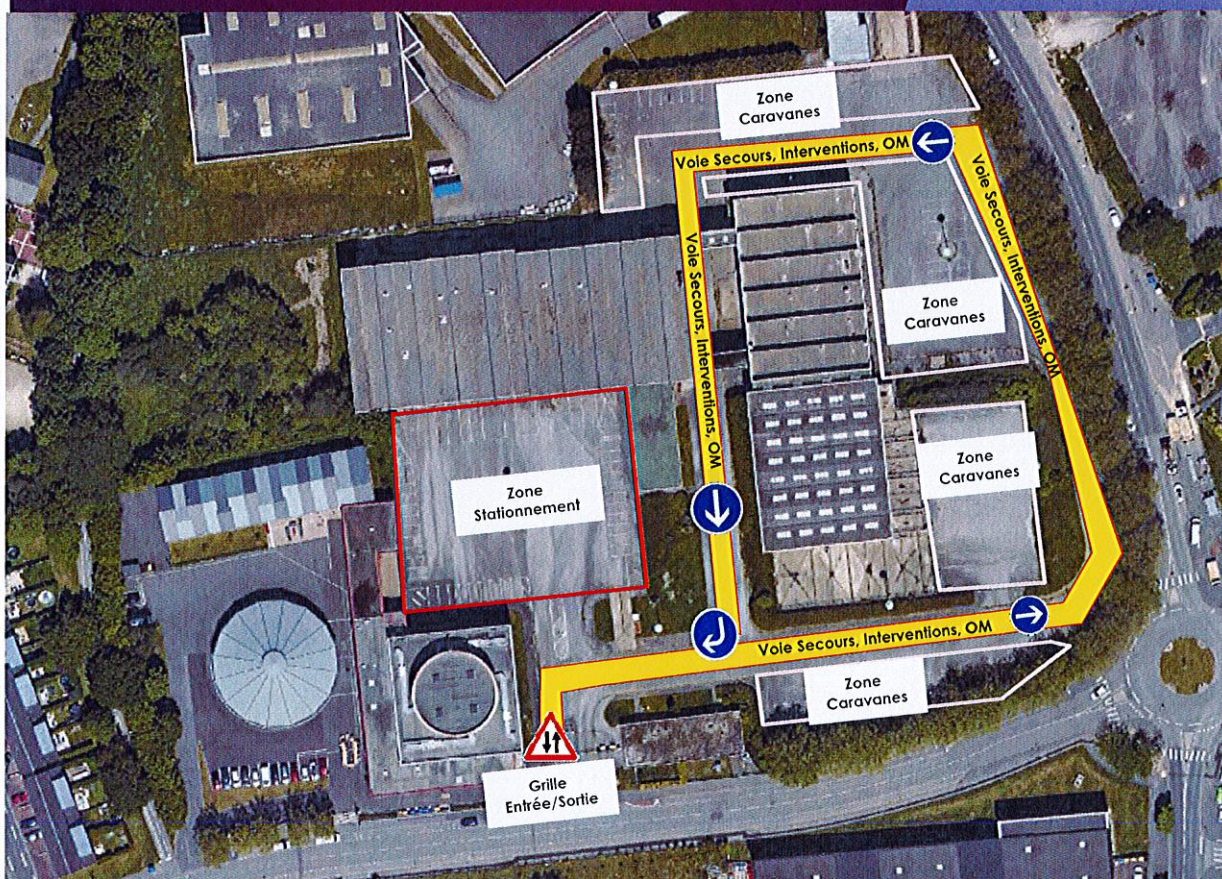 Zone
Caravanes
Voie Secours, Interventions, OM
Voie Secours, Interventions, OM
Voie Secours, Interventions, OM
Zone
Caravanes
Zone
Caravanes
Zone
Stationnement
Voie Secours, Interventions, OM
Zone
Caravanes
Grille
Entrée/Sortie